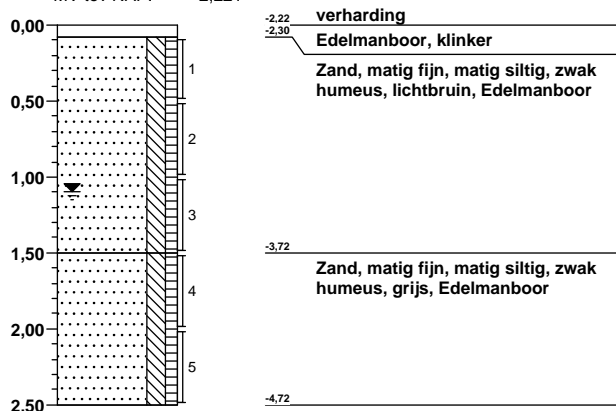 0,00
0,50
1,00
1,50
2,00
2,50
1
2
3
4
5
-2,22
verharding
-2,30
Edelmanboor, klinker
Zand, matig fijn, matig siltig, zwak
humeus, lichtbruin, Edelmanboor
-3,72
Zand, matig fijn, matig siltig, zwak
humeus, grijs, Edelmanboor
-4,72